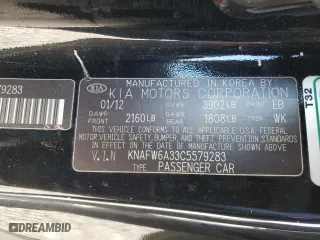 579283
MANUFACTURED IN KOREA BY
KIA
KIA MOTORS CORPORATION
01/12
GVWR 3902LB
PAINT EB
GAWR FRONT 2160LB
GAWR REAR 1808LB
TRIM WK
THIS VEHICLE CONFORMS TO ALL APPLICABLE FEDERAL
MOTOR VEHICLE SAFETY, BUMPER, AND THEFT
PREVENTION STANDARDS IN EFFECT ON THE DATE OF
MANUFACTURE SHOWN ABOVE.
V.I.N KNAFW6A33C5579283
TYPE PASSENGER CAR
T32